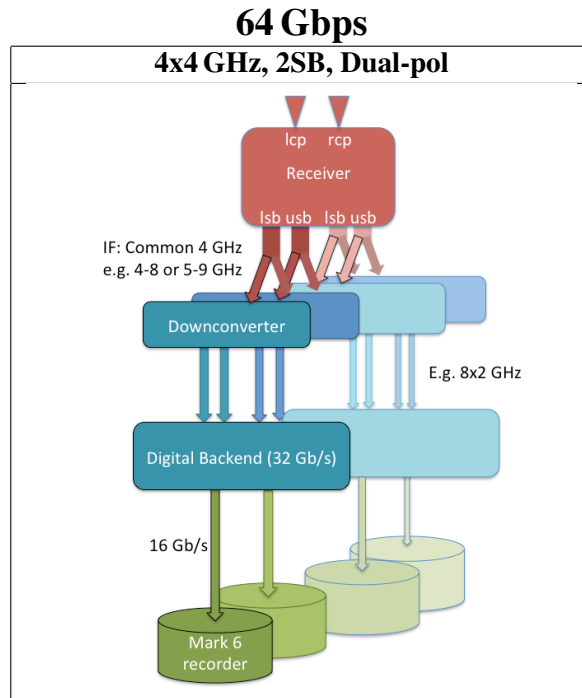 64 Gbps
4x4 GHz, 2SB, Dual-pol
lcp rcp
Receiver
lsb usb lsb usb
IF: Common 4 GHz
e.g. 4-8 or 5-9 GHz
Downconverter
E.g. 8x2 GHz
Digital Backend (32 Gb/s)
16 Gb/s
Mark 6
recorder